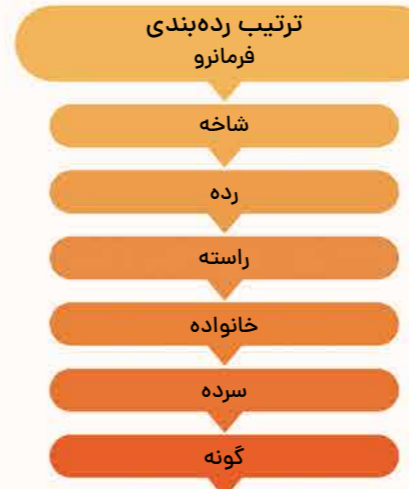 ترتیب رده‌بندی
فرمانرو
شاخه
رده
راسته
خانواده
سرده
گونه